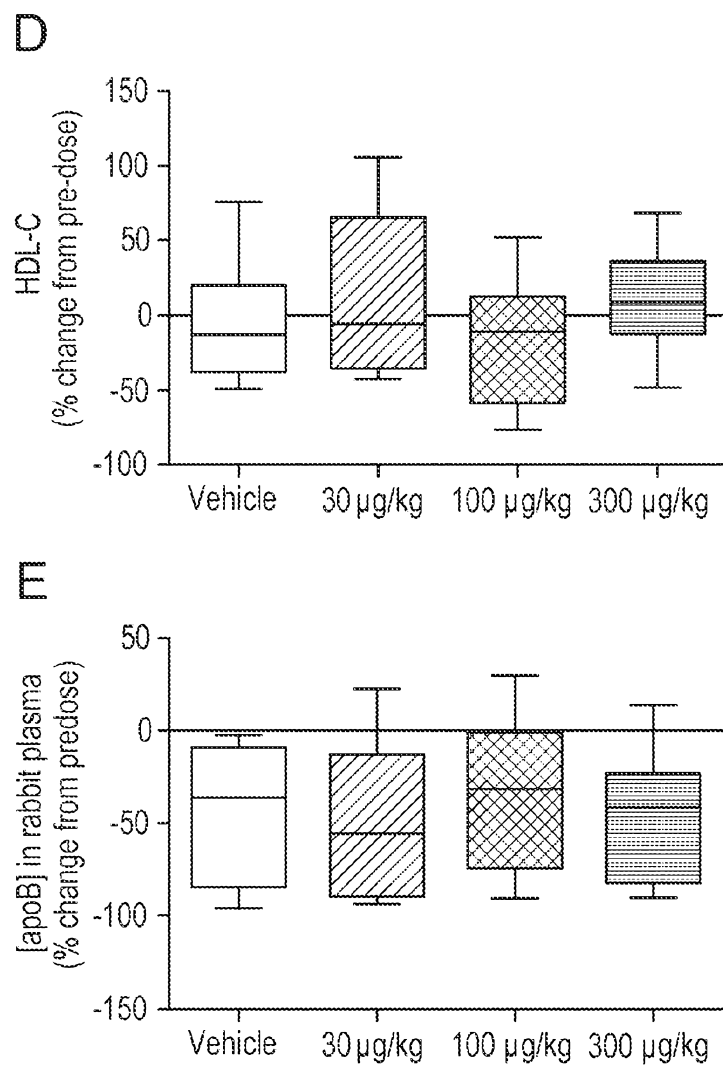 D
HDL-C
(% change from pre-dose)
150
100
50
0
-50
-100
Vehicle 30 µg/kg 100 µg/kg 300 µg/kg
E
[apoB] in rabbit plasma
(% change from predose)
50
0
-50
-100
-150
Vehicle 30 µg/kg 100 µg/kg 300 µg/kg